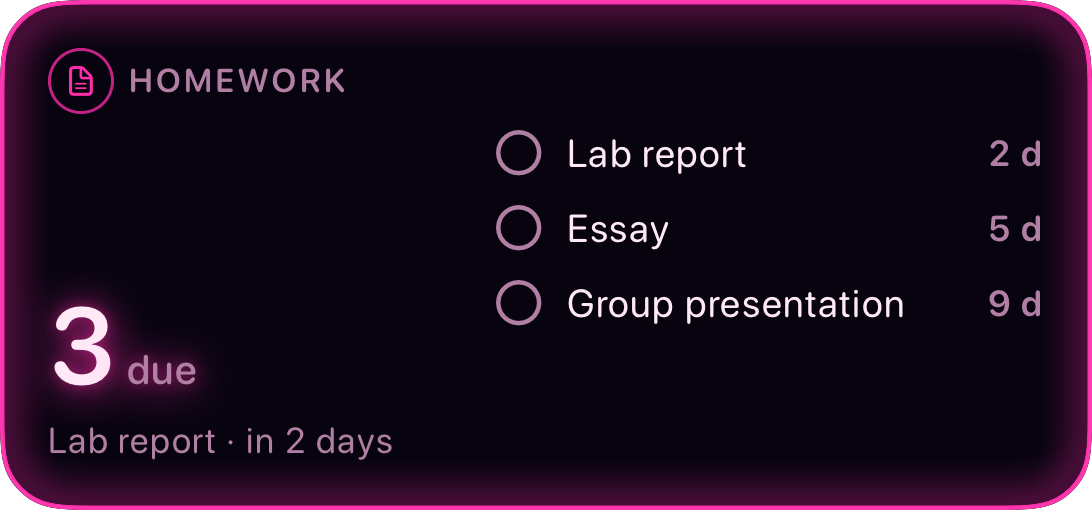 HOMEWORK
Lab report 2 d
Essay 5 d
Group presentation 9 d
3 due
Lab report · in 2 days